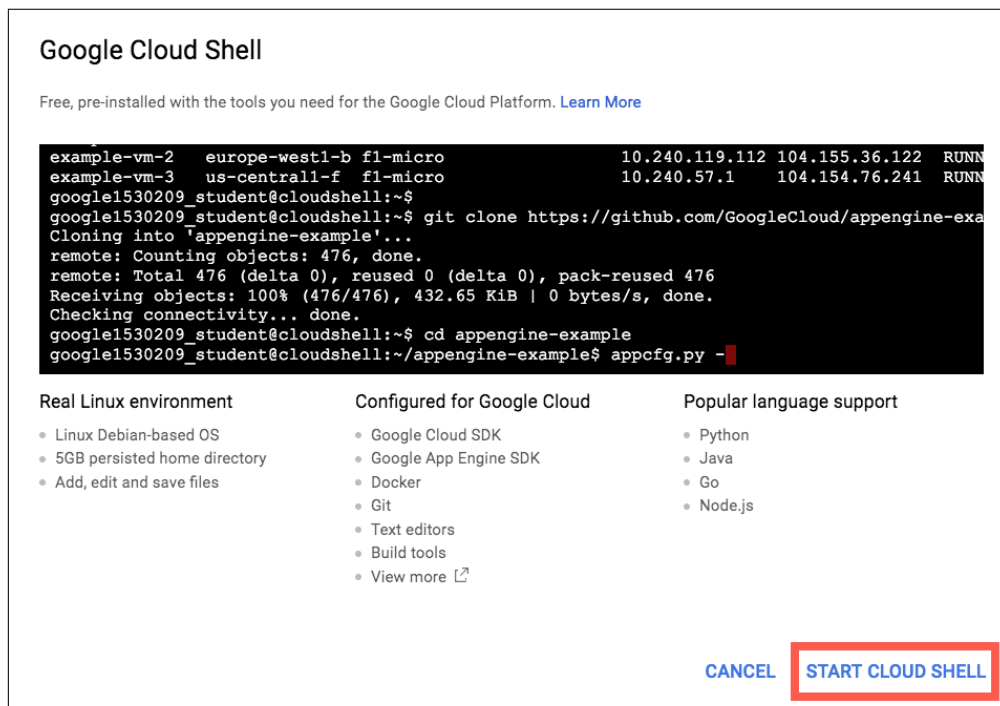 Google Cloud Shell
Free, pre-installed with the tools you need for the Google Cloud Platform. Learn More
example-vm-2 europe-west1-b f1-micro 10.240.119.112 104.155.36.122 RUNN
example-vm-3 us-central1-f f1-micro 10.240.57.1 104.154.76.241 RUNN
google1530209_student@cloudshell:~$
google1530209_student@cloudshell:~$ git clone https://github.com/GoogleCloud/appengine-exa
Cloning into 'appengine-example'...
remote: Counting objects: 476, done.
remote: Total 476 (delta 0), reused 0 (delta 0), pack-reused 476
Receiving objects: 100% (476/476), 432.65 KiB | 0 bytes/s, done.
Checking connectivity... done.
google1530209_student@cloudshell:~$ cd appengine-example
google1530209_student@cloudshell:~/appengine-example$ appcfg.py -
Real Linux environment
Linux Debian-based OS
5GB persisted home directory
Add, edit and save files
Configured for Google Cloud
Google Cloud SDK
Google App Engine SDK
Docker
Git
Text editors
Build tools
View more
Popular language support
Python
Java
Go
Node.js
CANCEL START CLOUD SHELL